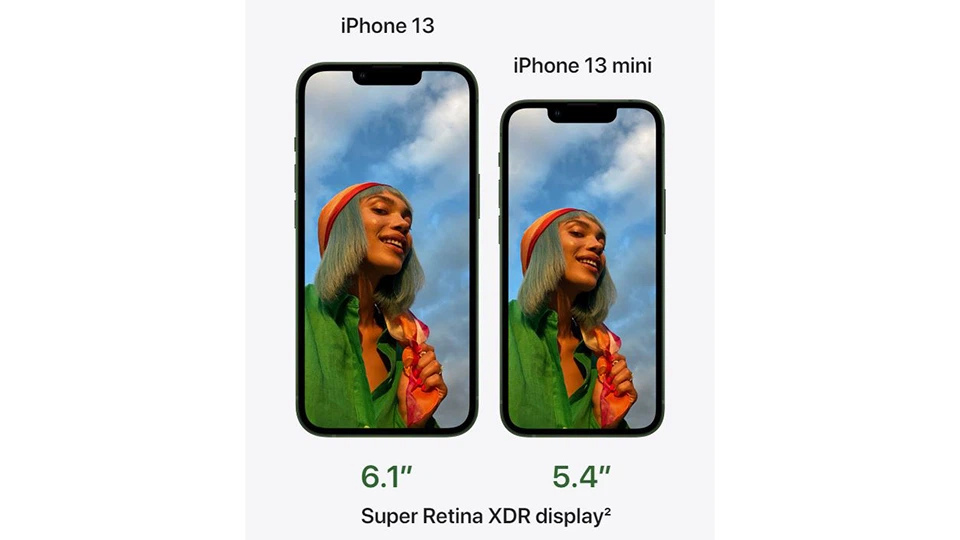 iPhone 13
iPhone 13 mini
6.1″
5.4″
Super Retina XDR display²